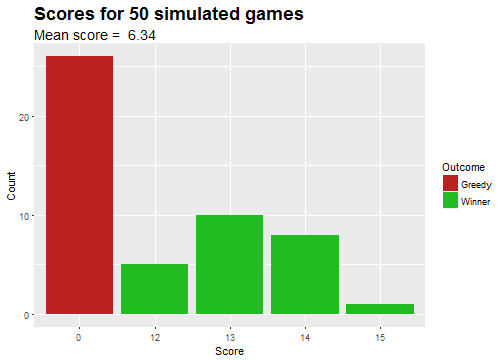 Scores for 50 simulated games
Mean score =  6.34
Count
20
10
0
0 12 13 14 15
Score
Outcome
Greedy
Winner